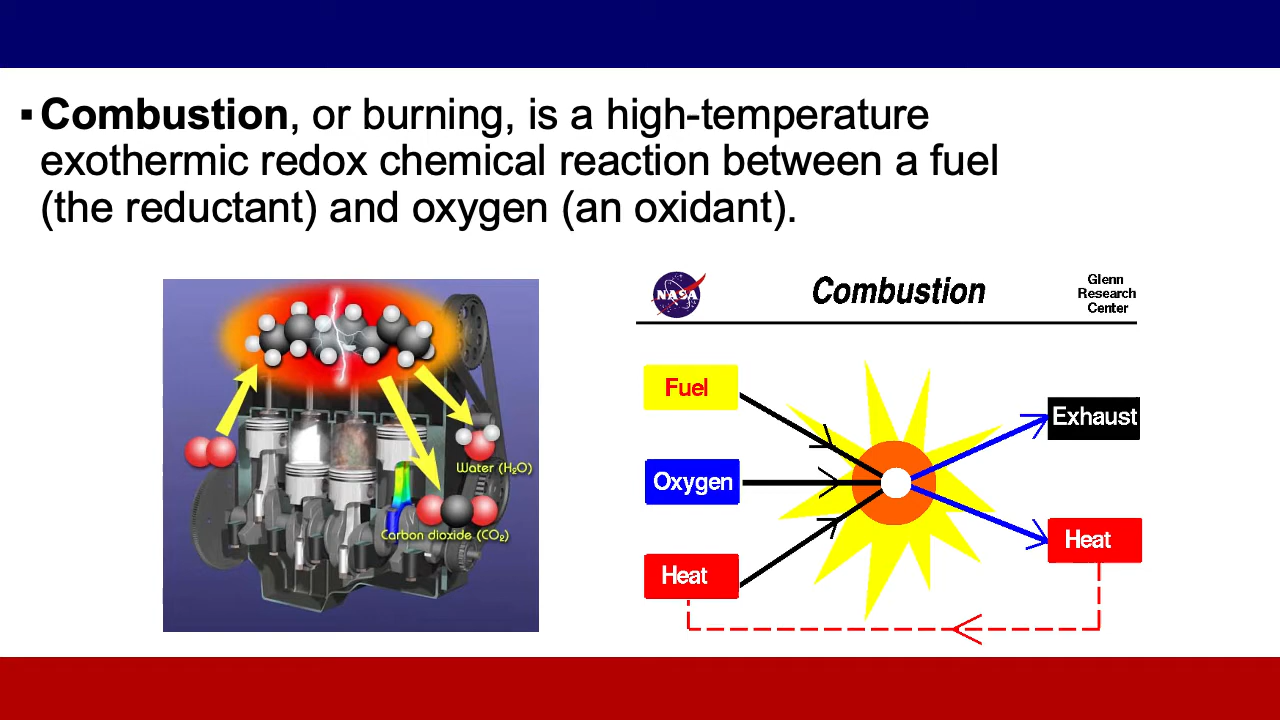 ▪Combustion, or burning, is a high-temperature
exothermic redox chemical reaction between a fuel
(the reductant) and oxygen (an oxidant).
Water (H₂O)
Carbon dioxide (CO₂)
NASA
Combustion
Glenn
Research
Center
Fuel
Oxygen
Heat
Exhaust
Heat